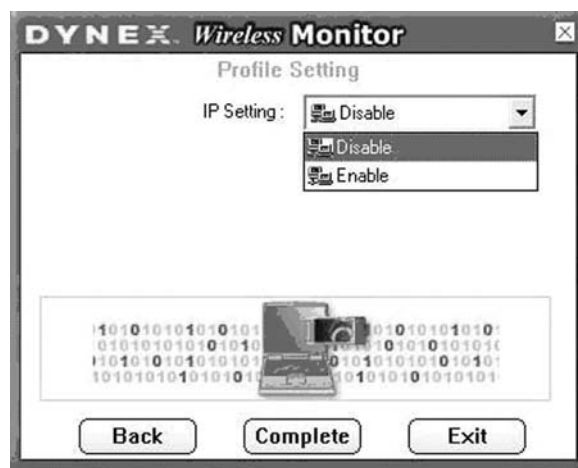 DYNEX Wireless Monitor
Profile Setting
IP Setting : Disable
Disable
Enable
Back Complete Exit